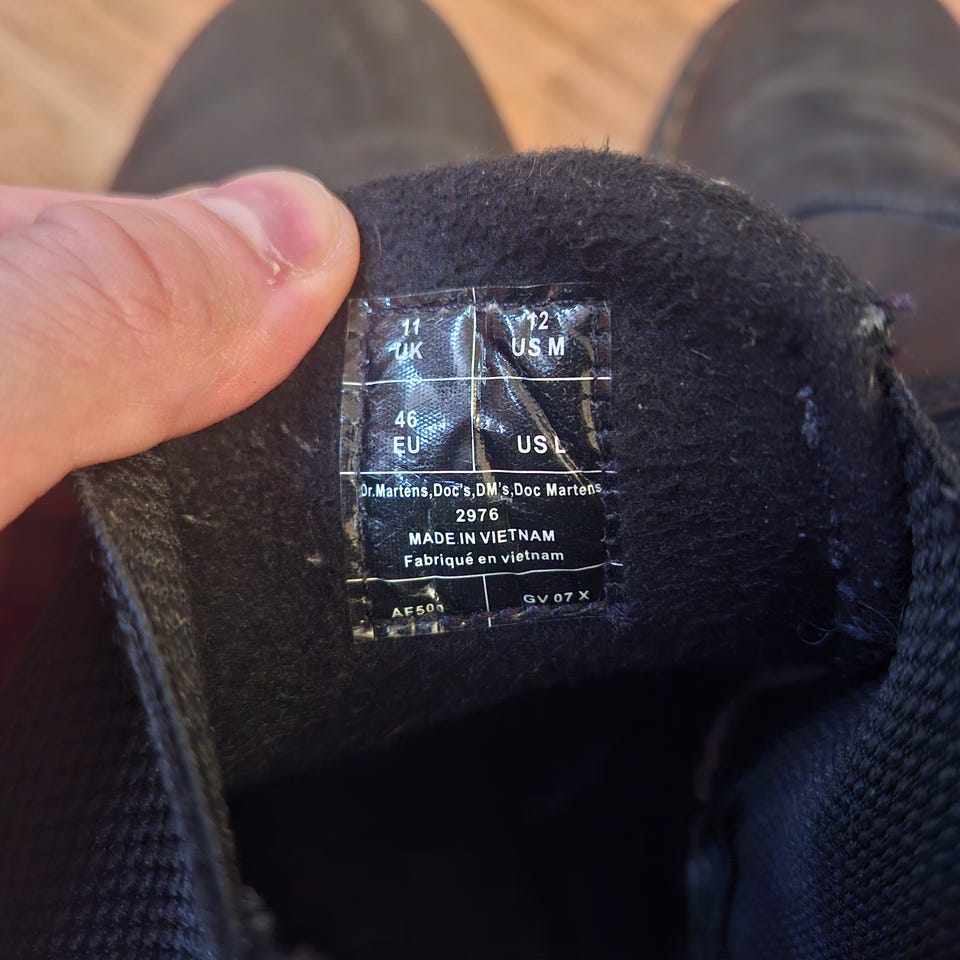 11
UK
12
US M
46
EU
US L
Dr.Martens,Doc's,DM's,Doc Martens
2976
MADE IN VIETNAM
Fabriqué en vietnam
GV 07 X